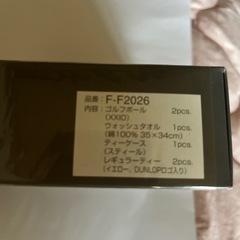 品番：F-F2026
内容：ゴルフボール 2pcs.
(XXIO)
ウォッシュタオル 1pcs.
(綿100% 35×34cm)
ティーケース 1pcs.
(スティール)
レギュラーティー 2pcs.
(イエロー、DUNLOPロゴ入り)